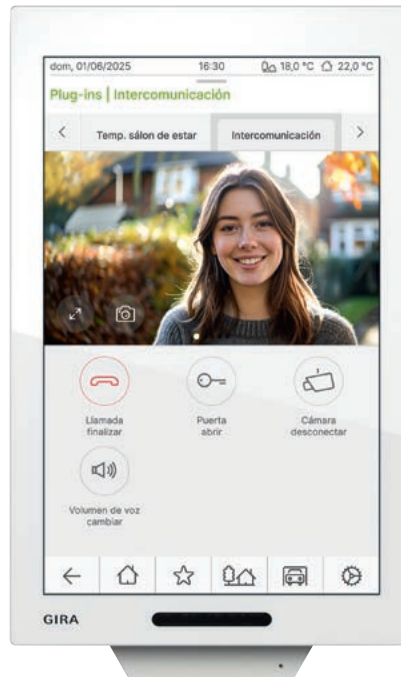 dom, 01/06/2025 16:30 18,0 °C 22,0 °C
Plug-ins | Intercomunicación
< Temp. sálon de estar Intercomunicación >
Llamada
finalizar
Puerta
abrir
Cámara
desconectar
Volumen de voz
cambiar
GIRA